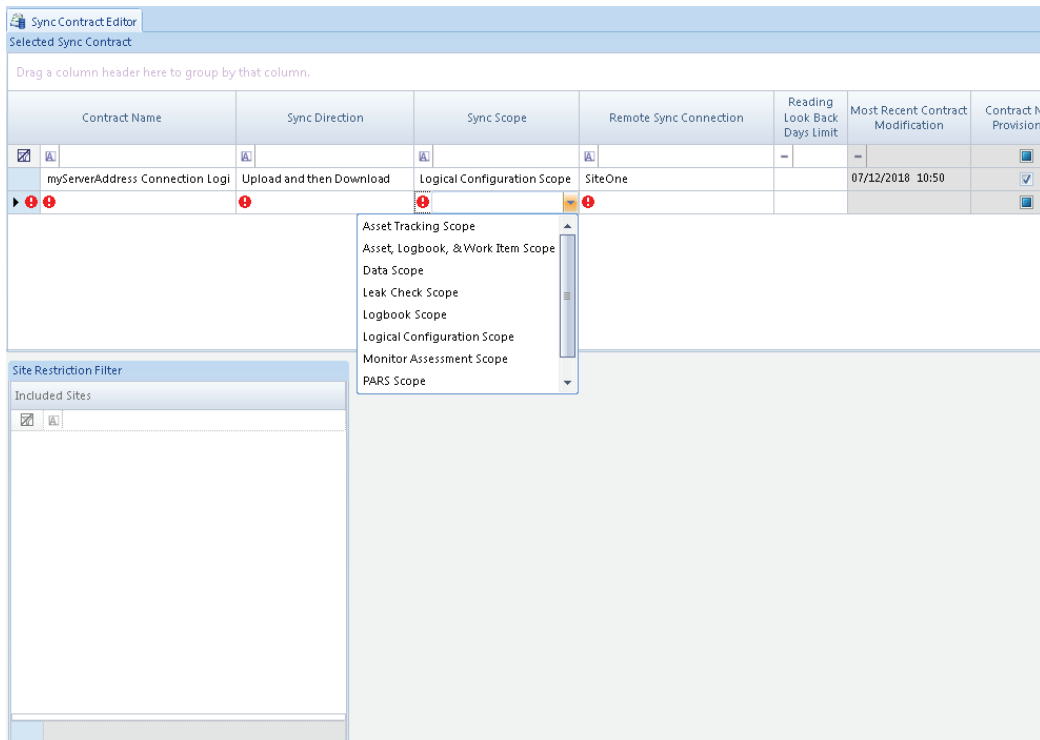 Sync Contract Editor
Selected Sync Contract
Drag a column header here to group by that column.
Contract Name
Sync Direction
Sync Scope
Remote Sync Connection
Reading
Look Back
Days Limit
Most Recent Contract
Modification
Contract N
Provision
myServerAddress Connection Logi
Upload and then Download
Logical Configuration Scope
SiteOne
07/12/2018 10:50
Asset Tracking Scope
Asset, Logbook, & Work Item Scope
Data Scope
Leak Check Scope
Logbook Scope
Logical Configuration Scope
Monitor Assessment Scope
PARS Scope
Site Restriction Filter
Included Sites